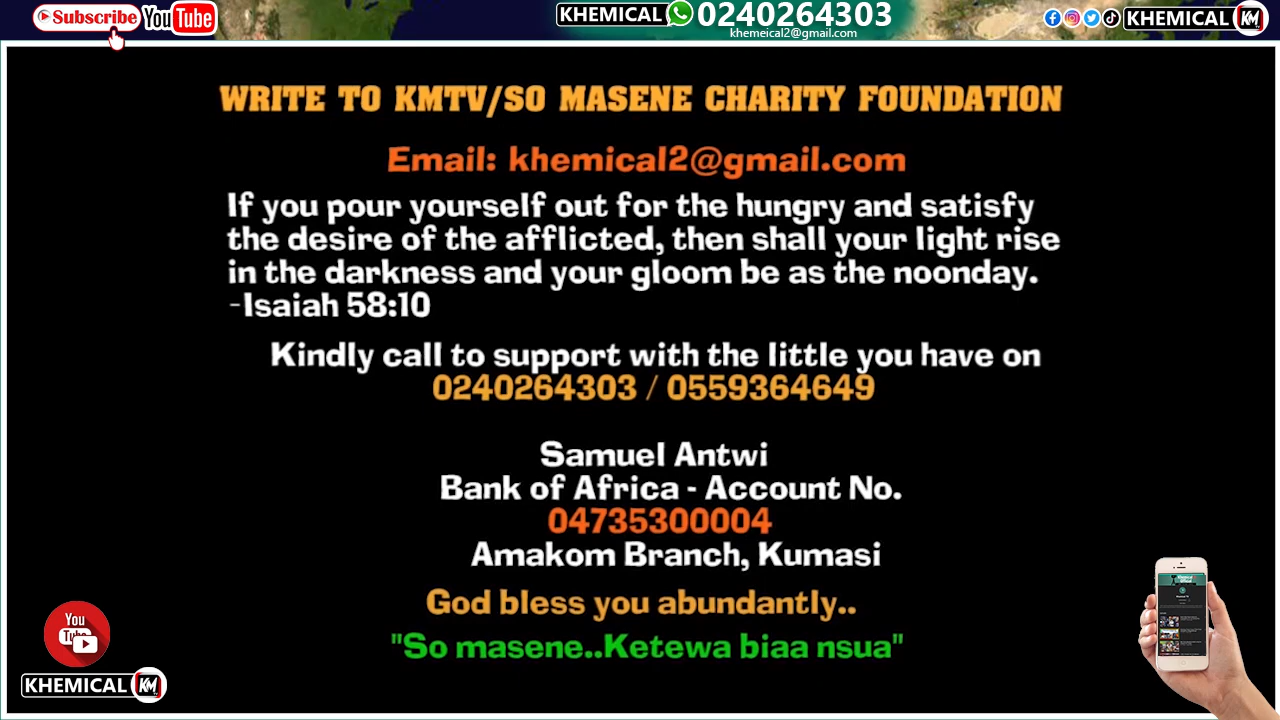 Subscribe YouTube
KHEMICAL 0240264303
khemeical2@gmail.com
KHEMICAL KM
WRITE TO KMTV/SO MASENE CHARITY FOUNDATION
Email: khemical2@gmail.com
If you pour yourself out for the hungry and satisfy
the desire of the afflicted, then shall your light rise
in the darkness and your gloom be as the noonday.
-Isaiah 58:10
Kindly call to support with the little you have on
0240264303 / 0559364649
Samuel Antwi
Bank of Africa - Account No.
04735300004
Amakom Branch, Kumasi
God bless you abundantly..
"So masene..Ketewa biaa nsua"
You
Tube
KHEMICAL KM